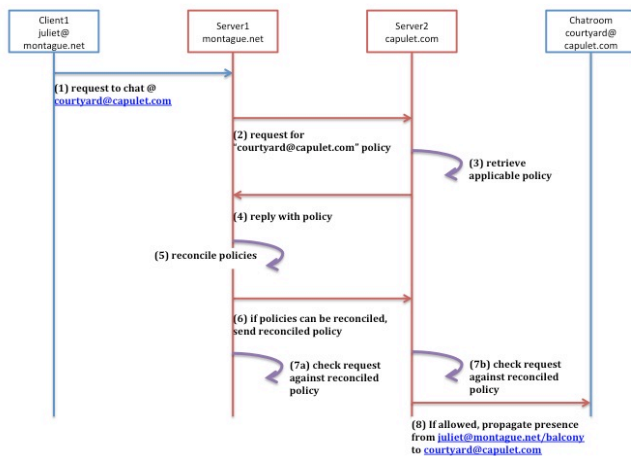 Client1
juliet@
montague.net
Server1
montague.net
Server2
capulet.com
Chatroom
courtyard@
capulet.com
(1) request to chat @
courtyard@capulet.com
(2) request for
"courtyard@capulet.com" policy
(3) retrieve
applicable policy
(4) reply with policy
(5) reconcile policies
(6) if policies can be reconciled,
send reconciled policy
(7a) check request
against reconciled
policy
(7b) check request
against reconciled
policy
(8) If allowed, propagate presence
from juliet@montague.net/balcony
to courtyard@capulet.com